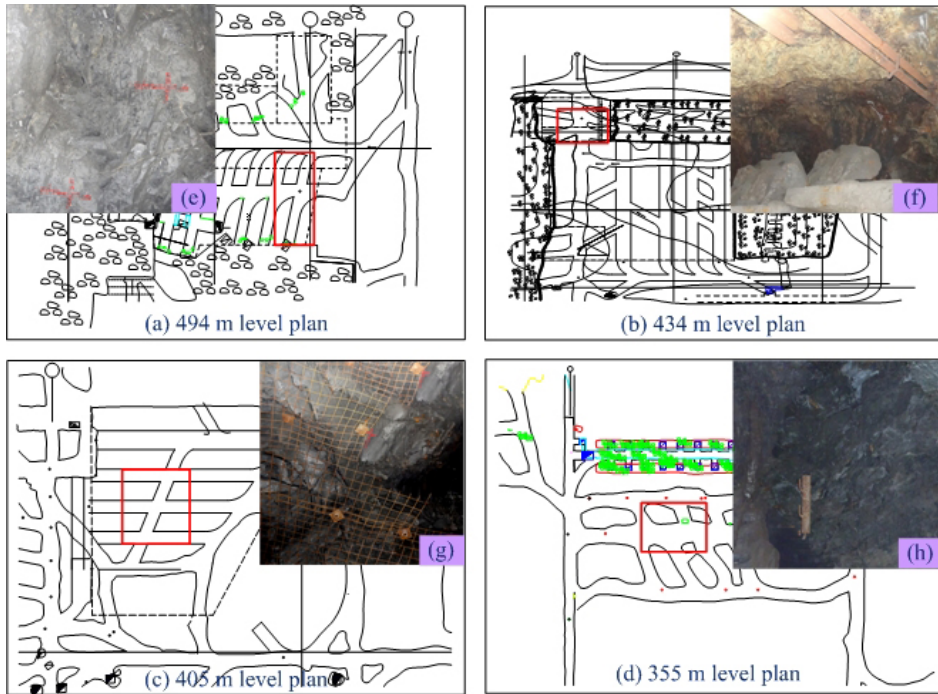 (e)
(f)
(a) 494 m level plan
(b) 434 m level plan
(g)
(h)
(c) 405 m level plan
(d) 355 m level plan